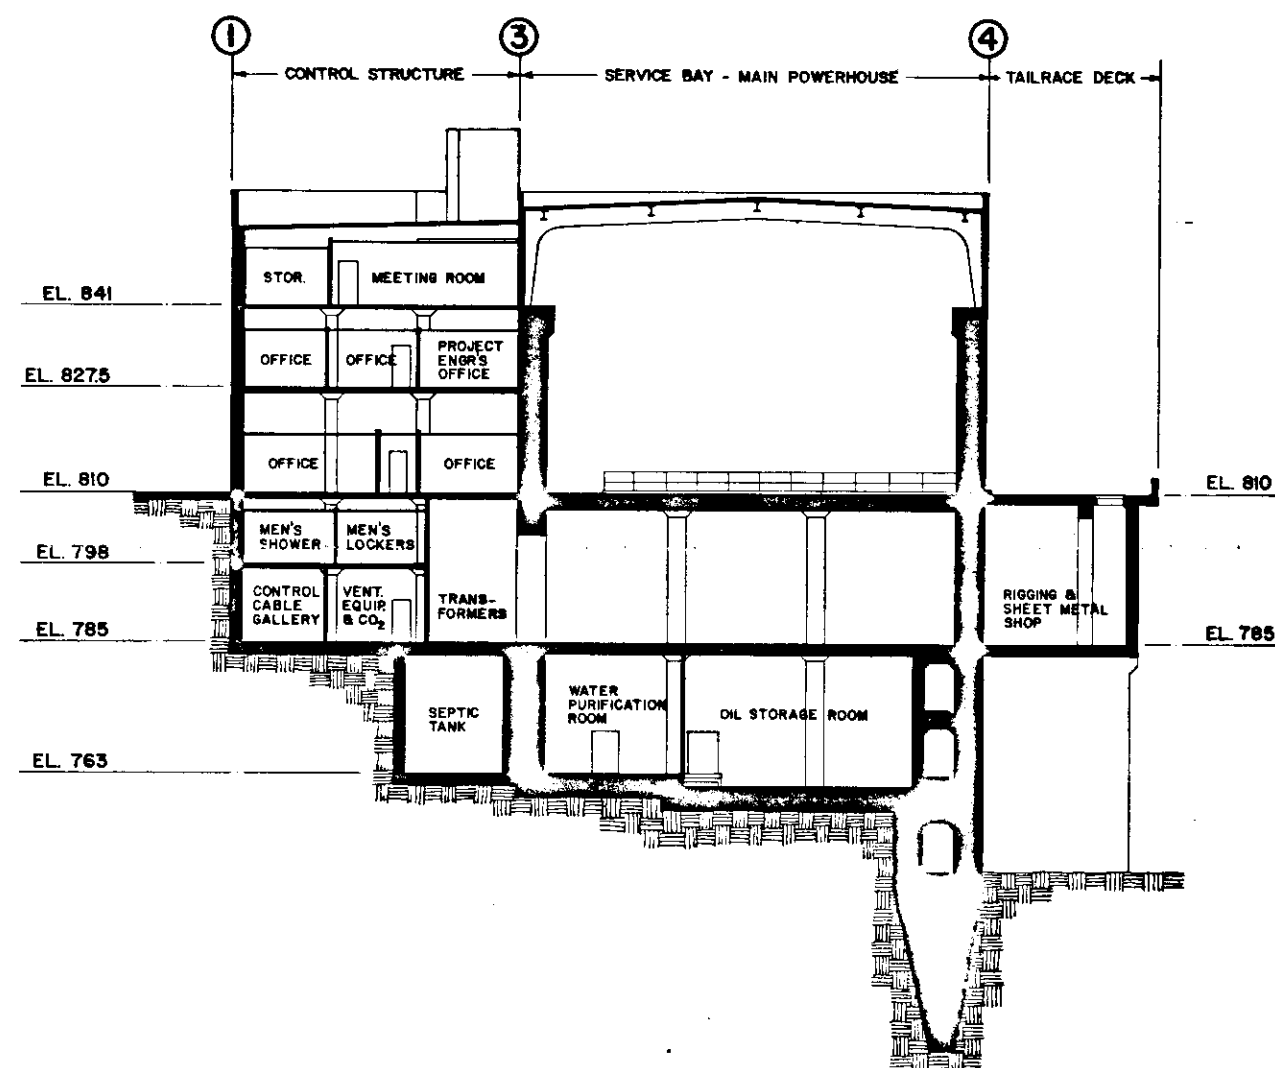 1
3
4
CONTROL STRUCTURE
SERVICE BAY - MAIN POWERHOUSE
TAILRACE DECK
STOR.
MEETING ROOM
EL. 841
OFFICE
OFFICE
PROJECT
ENGR'S
OFFICE
EL. 827.5
OFFICE
OFFICE
EL. 810
EL. 810
MEN'S
SHOWER
MEN'S
LOCKERS
EL. 798
CONTROL
CABLE
GALLERY
VENT.
EQUIP.
& CO2
TRANS-
FORMERS
RIGGING &
SHEET METAL
SHOP
EL. 785
EL. 785
SEPTIC
TANK
WATER
PURIFICATION
ROOM
OIL STORAGE ROOM
EL. 763